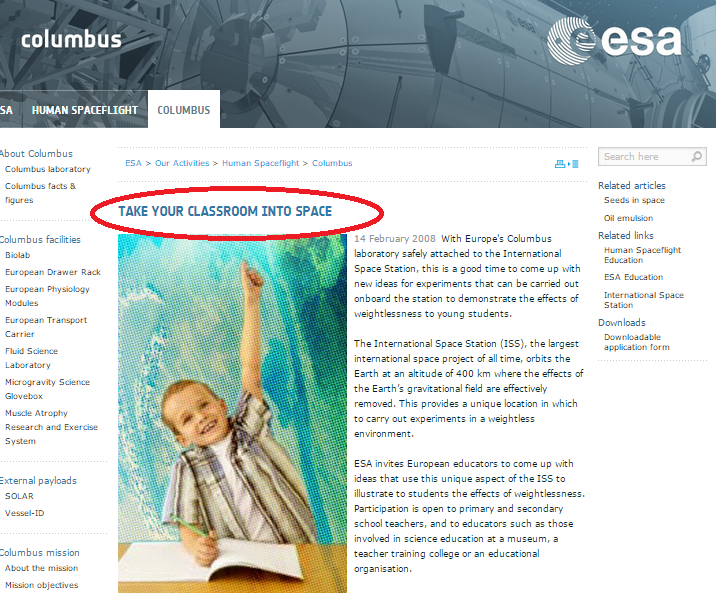 columbus
esa
SA
HUMAN SPACEFLIGHT
COLUMBUS
ESA > Our Activities > Human Spaceflight > Columbus
Search here
About Columbus
Columbus laboratory
Columbus facts &
figures
Columbus facilities
Biolab
European Drawer Rack
European Physiology
Modules
European Transport
Carrier
Fluid Science
Laboratory
Microgravity Science
Glovebox
Muscle Atrophy
Research and Exercise
System
External payloads
SOLAR
Vessel-ID
Columbus mission
About the mission
Mission objectives
TAKE YOUR CLASSROOM INTO SPACE
14 February 2008 With Europe's Columbus
laboratory safely attached to the International
Space Station, this is a good time to come up with
new ideas for experiments that can be carried out
onboard the station to demonstrate the effects of
weightlessness to young students.
The International Space Station (ISS), the largest
international space project of all time, orbits the
Earth at an altitude of 400 km where the effects of
the Earth's gravitational field are effectively
removed. This provides a unique location in which
to carry out experiments in a weightless
environment.
ESA invites European educators to come up with
ideas that use this unique aspect of the ISS to
illustrate to students the effects of weightlessness.
Participation is open to primary and secondary
school teachers, and to educators such as those
involved in science education at a museum, a
teacher training college or an educational
organisation.
Related articles
Seeds in space
Oil emulsion
Related links
Human Spaceflight
Education
ESA Education
International Space
Station
Downloads
Downloadable
application form